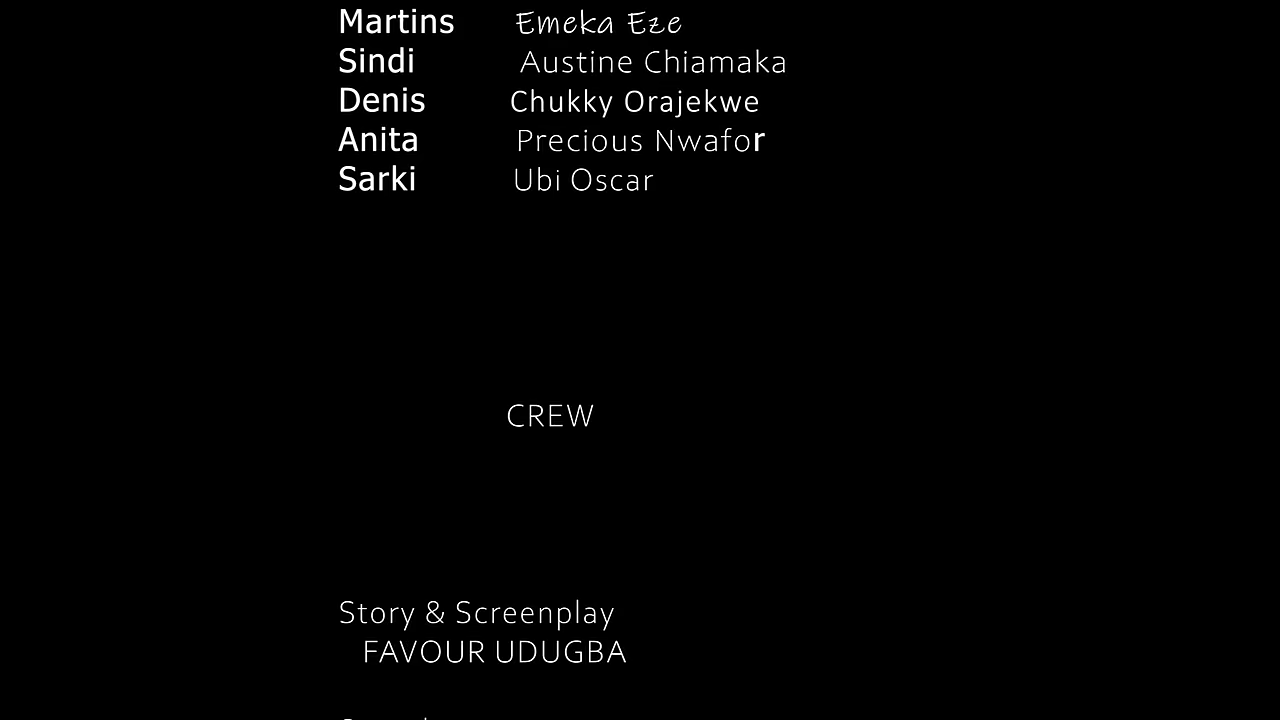 Martins Emeka Eze
Sindi Austine Chiamaka
Denis Chukky Orajekwe
Anita Precious Nwafor
Sarki Ubi Oscar
CREW
Story & Screenplay
FAVOUR UDUGBA